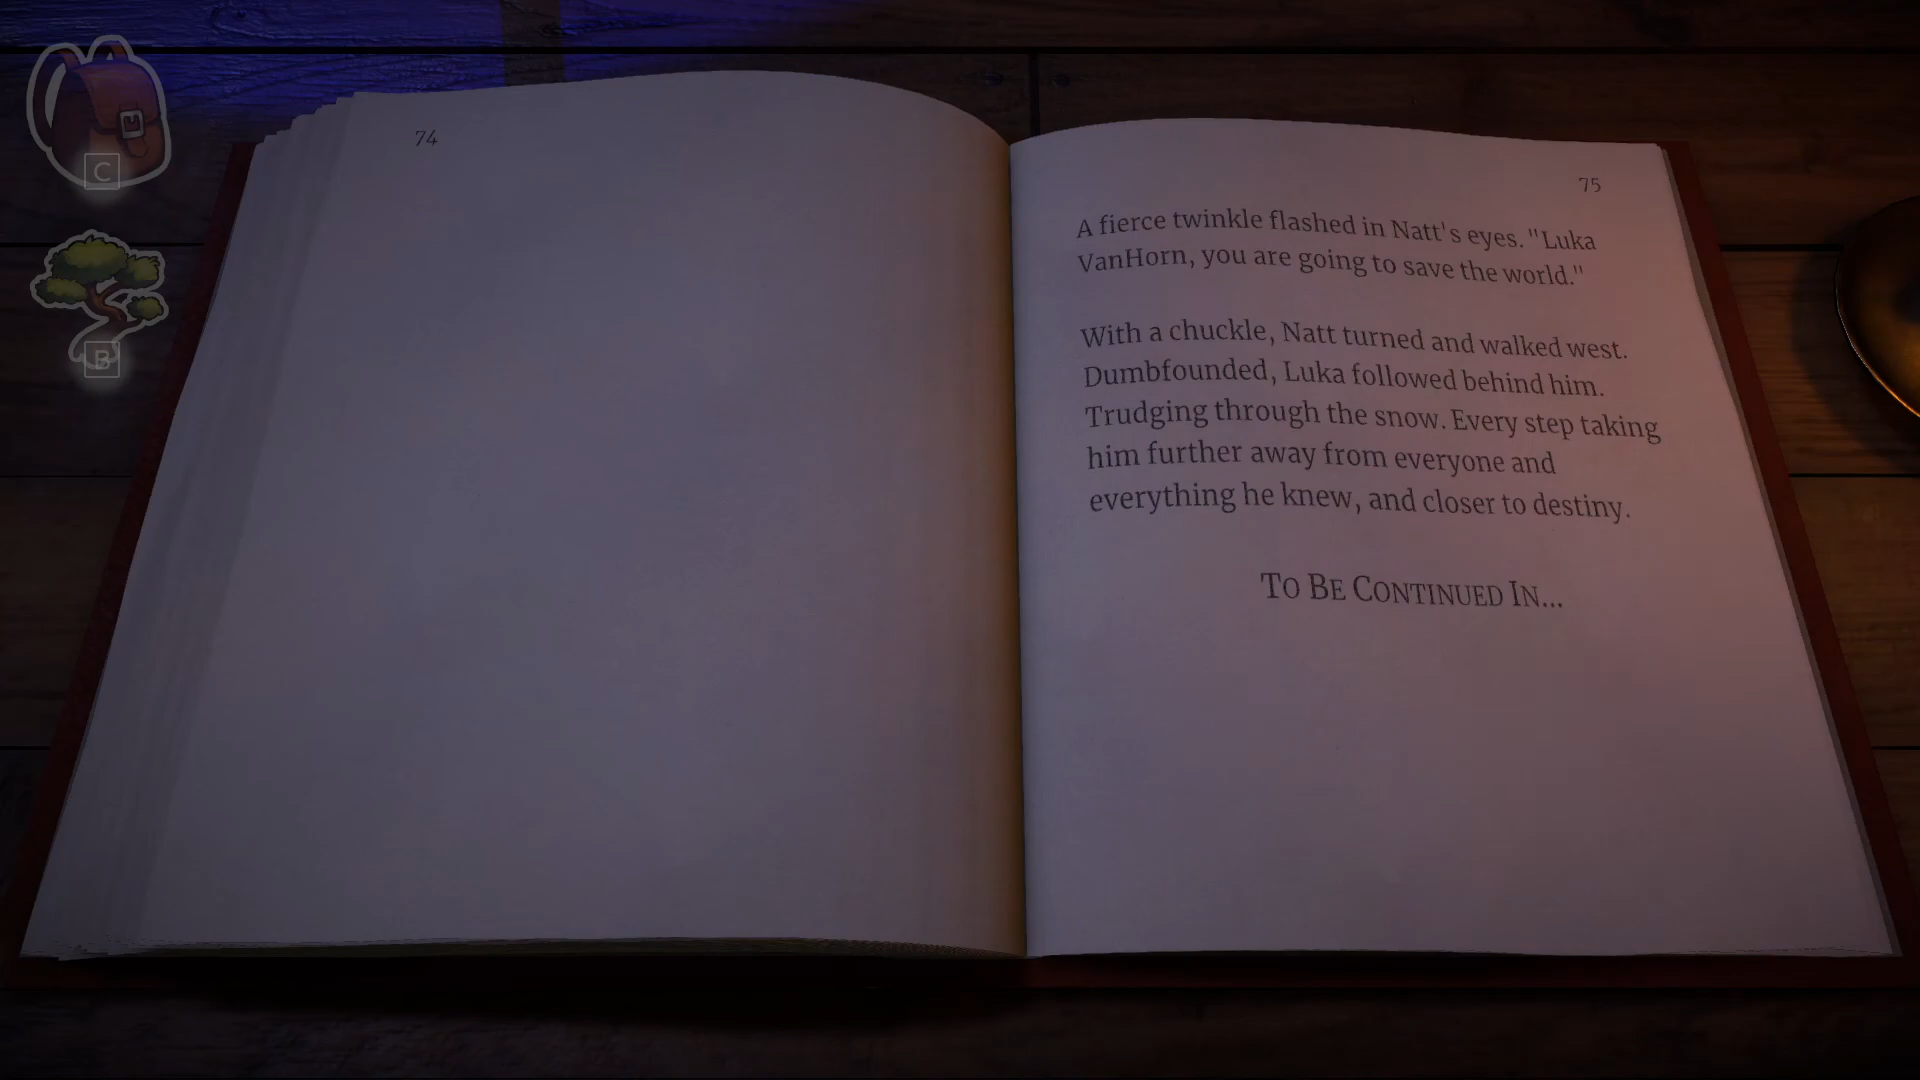 C
B
74
75
A fierce twinkle flashed in Natt's eyes. "Luka
VanHorn, you are going to save the world."
With a chuckle, Natt turned and walked west.
Dumbfounded, Luka followed behind him.
Trudging through the snow. Every step taking
him further away from everyone and
everything he knew, and closer to destiny.
To Be Continued In...